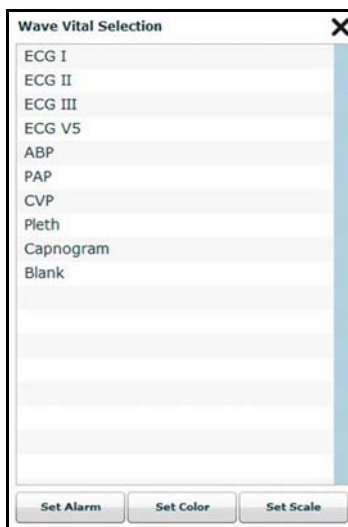 Wave Vital Selection
ECG I
ECG II
ECG III
ECG V5
ABP
PAP
CVP
Pleth
Capnogram
Blank
Set Alarm Set Color Set Scale